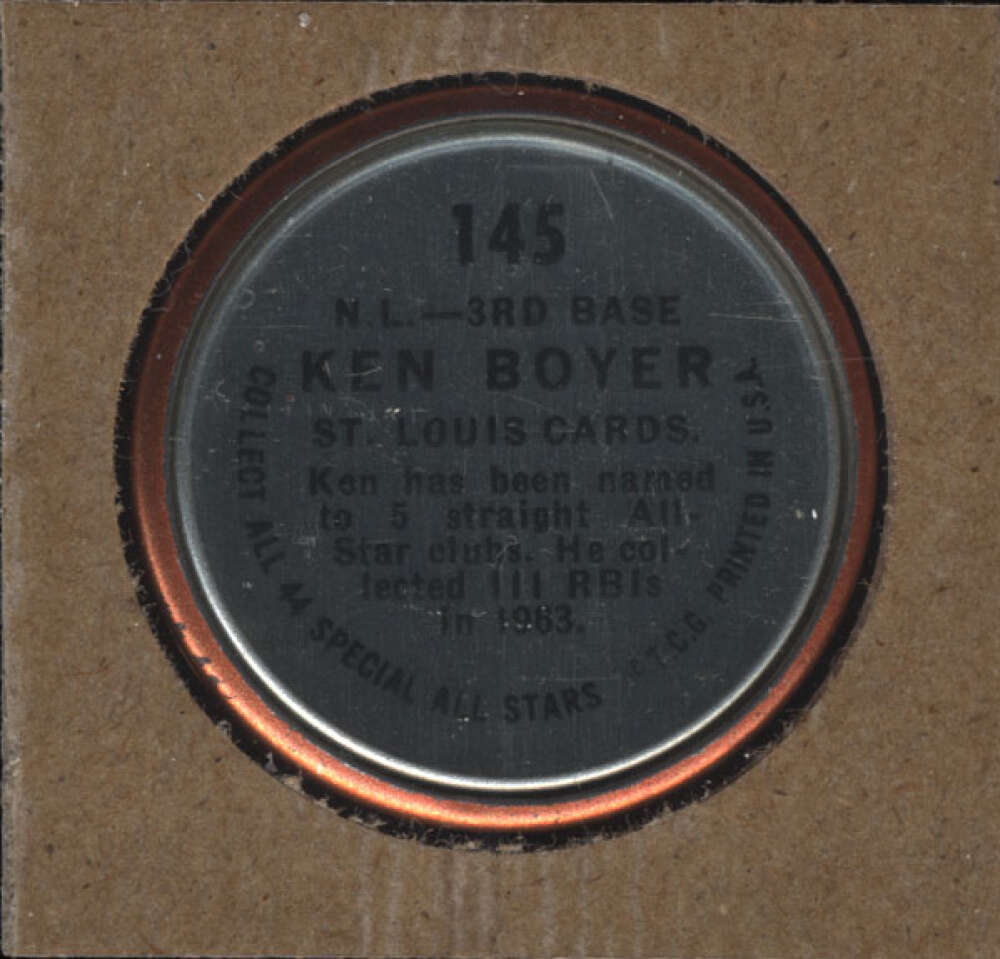 145
N.L.—3RD BASE
KEN BOYER
ST. LOUIS CARDS.
Ken has been named
to 5 straight All-
Star clubs. He col-
lected 111 RBIs
in 1963.
COLLECT ALL 44 SPECIAL ALL STARS
T.C.G. PRINTED IN U.S.A.